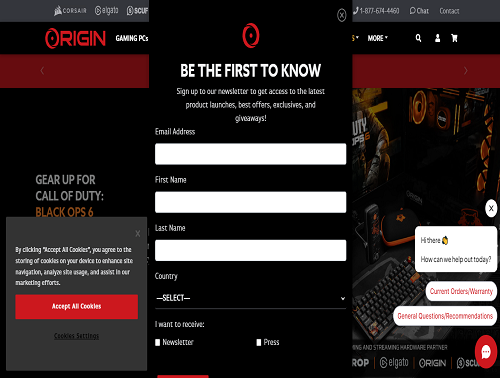 CORSAIR
elgato
SCUF
1-877-674-4460
Chat
Contact
X
ORIGIN
GAMING PCs
MORE
BE THE FIRST TO KNOW
Sign up to our newsletter to get access to the latest
product launches, best offers, exclusives, and
giveaways!
Email Address
First Name
Last Name
Country
—SELECT—
I want to receive:
Newsletter
Press
GEAR UP FOR
CALL OF DUTY:
BLACK OPS 6
X
By clicking "Accept All Cookies", you agree to the
storing of cookies on your device to enhance site
navigation, analyze site usage, and assist in our
marketing efforts.
Accept All Cookies
Cookies Settings
X
Hi there 👋
How can we help out today?
Current Orders/Warranty
General Questions/Recommendations
AND STREAMING HARDWARE PARTNER
DROP
elgato
ORIGIN
SCUF